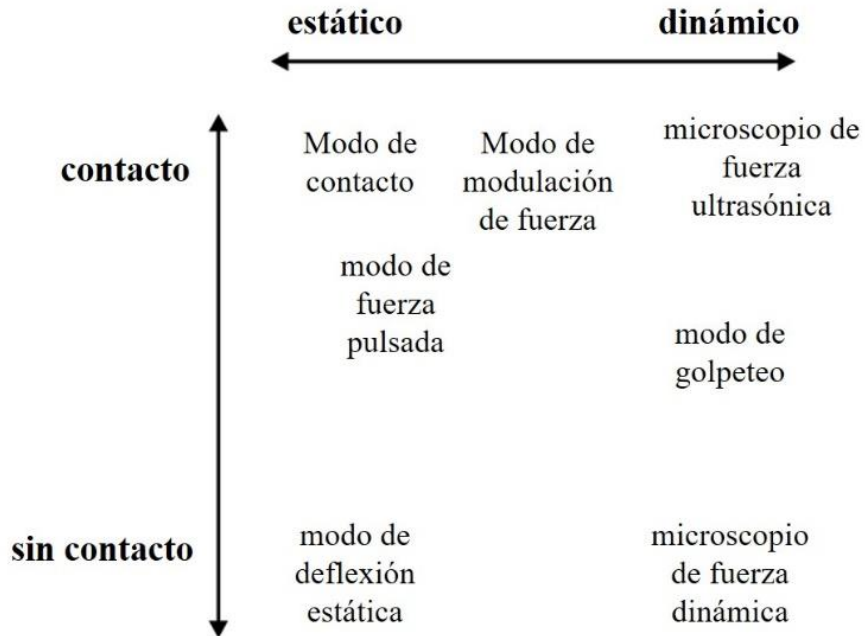 estático
dinámico
contacto
Modo de
contacto
Modo de
modulación
de fuerza
microscopio de
fuerza
ultrasónica
modo de
fuerza
pulsada
modo de
golpeteo
sin contacto
modo de
deflexión
estática
microscopio
de fuerza
dinámica